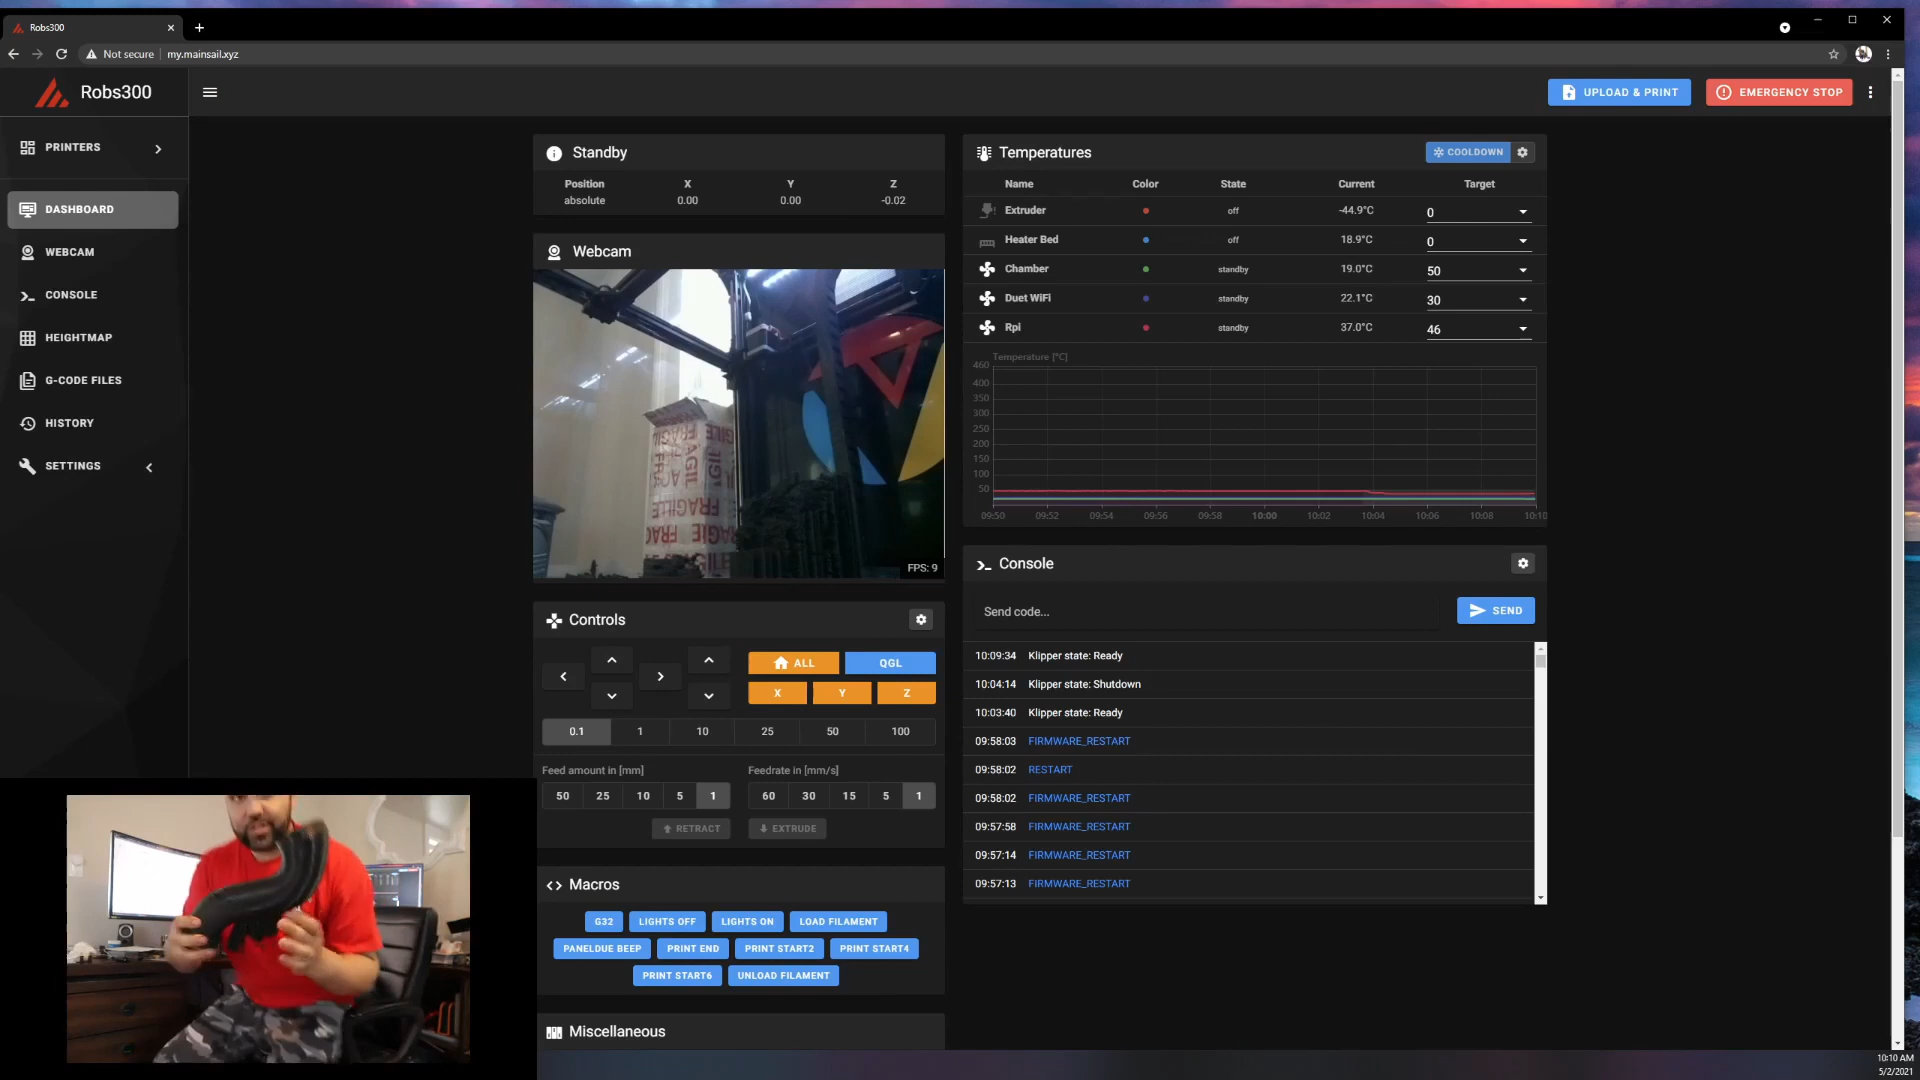 Robs300
Not secure | my.mainsail.xyz
Robs300
UPLOAD & PRINT
EMERGENCY STOP
PRINTERS
DASHBOARD
WEBCAM
CONSOLE
HEIGHTMAP
G-CODE FILES
HISTORY
SETTINGS
Standby
Position X Y Z
absolute 0.00 0.00 -0.02
Webcam
FRAGILE
FPS: 9
Controls
ALL QGL
X Y Z
0.1 1 10 25 50 100
Feed amount in [mm] Feedrate in [mm/s]
50 25 10 5 1 60 30 15 5 1
RETRACT EXTRUDE
Macros
G32 LIGHTS OFF LIGHTS ON LOAD FILAMENT
PANELDUE BEEP PRINT END PRINT START2 PRINT START4
PRINT START6 UNLOAD FILAMENT
Miscellaneous
Temperatures
COOLDOWN
Name Color State Current Target
Extruder off -44.9°C 0
Heater Bed off 18.9°C 0
Chamber standby 19.0°C 50
Duet WiFi standby 22.1°C 30
Rpi standby 37.0°C 46
Temperature [°C]
460
400
350
300
250
200
150
100
50
09:50 09:52 09:54 09:56 09:58 10:00 10:02 10:04 10:06 10:08 10:10
Console
Send code...
SEND
10:09:34 Klipper state: Ready
10:04:14 Klipper state: Shutdown
10:03:40 Klipper state: Ready
09:58:03 FIRMWARE_RESTART
09:58:02 RESTART
09:58:02 FIRMWARE_RESTART
09:57:58 FIRMWARE_RESTART
09:57:14 FIRMWARE_RESTART
09:57:13 FIRMWARE_RESTART
10:10 AM
5/2/2021